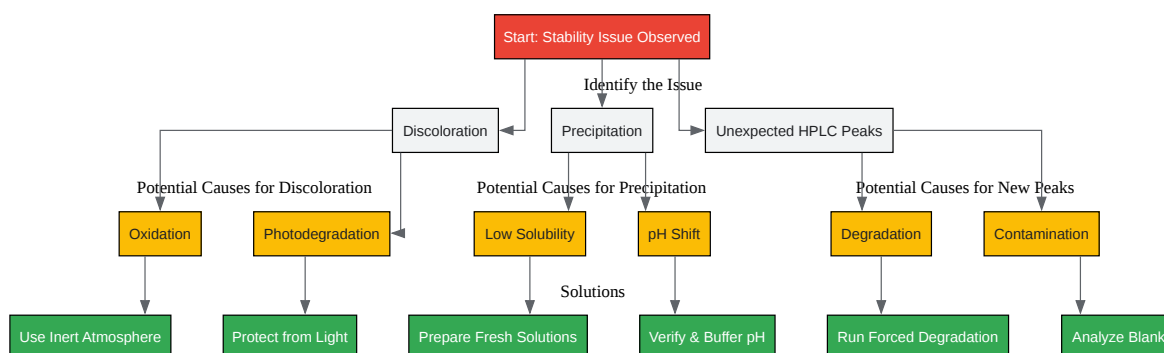 Start: Stability Issue Observed
Identify the Issue
Discoloration
Precipitation
Unexpected HPLC Peaks
Potential Causes for Discoloration
Potential Causes for Precipitation
Potential Causes for New Peaks
Oxidation
Photodegradation
Low Solubility
pH Shift
Degradation
Contamination
Solutions
Use Inert Atmosphere
Protect from Light
Prepare Fresh Solutions
Verify & Buffer pH
Run Forced Degradation
Analyze Blank